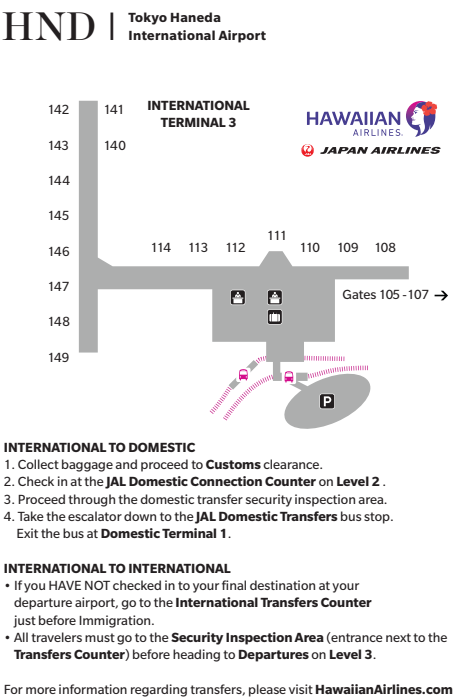 HND | Tokyo Haneda
International Airport
INTERNATIONAL
TERMINAL 3
HAWAIIAN
AIRLINES.
JAPAN AIRLINES
142
141
143
140
144
145
146
147
148
149
114
113
112
111
110
109
108
Gates 105 -107 →
P
INTERNATIONAL TO DOMESTIC
1. Collect baggage and proceed to Customs clearance.
2. Check in at the JAL Domestic Connection Counter on Level 2 .
3. Proceed through the domestic transfer security inspection area.
4. Take the escalator down to the JAL Domestic Transfers bus stop.
Exit the bus at Domestic Terminal 1.
INTERNATIONAL TO INTERNATIONAL
• If you HAVE NOT checked in to your final destination at your
departure airport, go to the International Transfers Counter
just before Immigration.
• All travelers must go to the Security Inspection Area (entrance next to the
Transfers Counter) before heading to Departures on Level 3.
For more information regarding transfers, please visit HawaiianAirlines.com